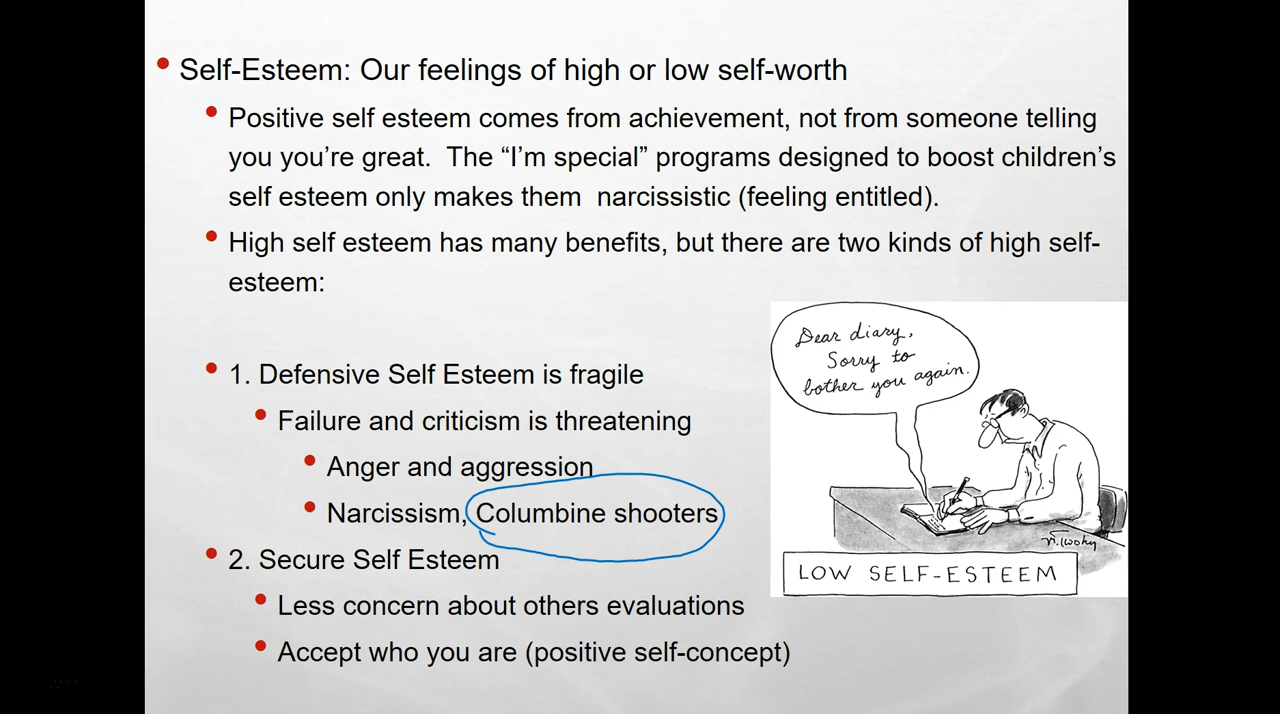 Self-Esteem: Our feelings of high or low self-worth
Positive self esteem comes from achievement, not from someone telling
you you’re great.  The “I’m special” programs designed to boost children’s
self esteem only makes them  narcissistic (feeling entitled).
High self esteem has many benefits, but there are two kinds of high self-
esteem:
1. Defensive Self Esteem is fragile
Failure and criticism is threatening
Anger and aggression
Narcissism, Columbine shooters
2. Secure Self Esteem
Less concern about others evaluations
Accept who you are (positive self-concept)
Dear diary,
Sorry to
bother you again.
LOW SELF-ESTEEM